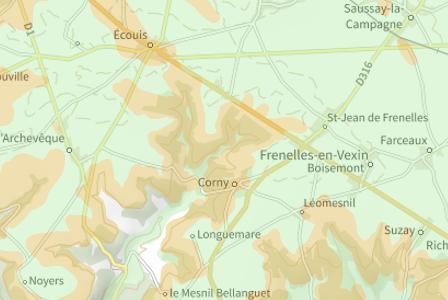 Saussay-la-
Campagne
D1
Écouis
ouville
D316
St-Jean de Frenelles
'Archevêque
Farceaux
Frenelles-en-Vexin
Boisemont
Corny
Léomesnil
Suzay
Longuemare
Rich
Noyers
le Mesnil Bellanguet